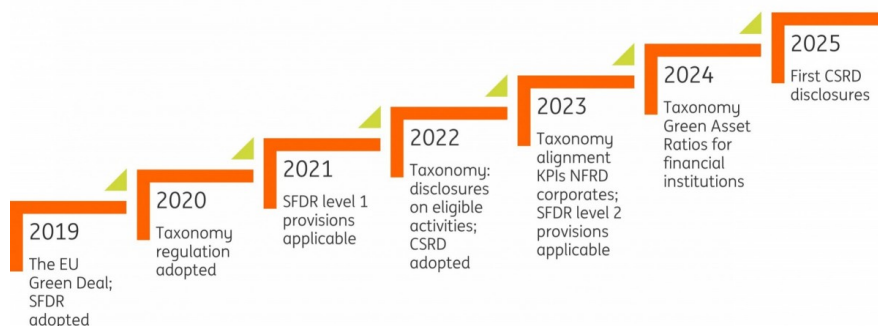 2019
The EU
Green Deal;
SFDR
adopted
2020
Taxonomy
regulation
adopted
2021
SFDR level 1
provisions
applicable
2022
Taxonomy:
disclosures
on eligible
activities;
CSRD
adopted
2023
Taxonomy
alignment
KPIs NFRD
corporates;
SFDR level 2
provisions
applicable
2024
Taxonomy
Green Asset
Ratios for
financial
institutions
2025
First CSRD
disclosures